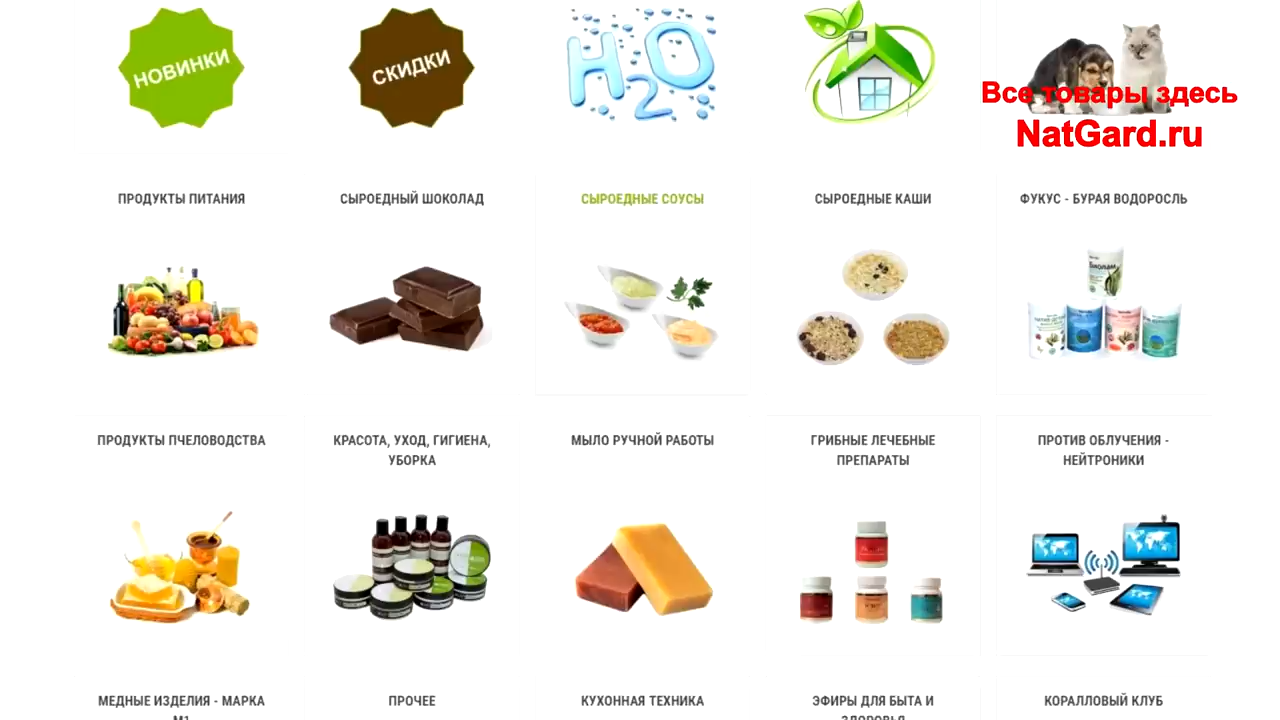 НОВИНКИ
СКИДКИ
H2O
Все товары здесь
NatGard.ru
ПРОДУКТЫ ПИТАНИЯ
СЫРОЕДНЫЙ ШОКОЛАД
СЫРОЕДНЫЕ СОУСЫ
СЫРОЕДНЫЕ КАШИ
ФУКУС - БУРАЯ ВОДОРОСЛЬ
ПРОДУКТЫ ПЧЕЛОВОДСТВА
КРАСОТА, УХОД, ГИГИЕНА,
УБОРКА
МЫЛО РУЧНОЙ РАБОТЫ
ГРИБНЫЕ ЛЕЧЕБНЫЕ
ПРЕПАРАТЫ
ПРОТИВ ОБЛУЧЕНИЯ -
НЕЙТРОНИКИ
МЕДНЫЕ ИЗДЕЛИЯ - МАРКА
М1
ПРОЧЕЕ
КУХОННАЯ ТЕХНИКА
ЭФИРЫ ДЛЯ БЫТА И
ЗДОРОВЬЯ
КОРАЛЛОВЫЙ КЛУБ